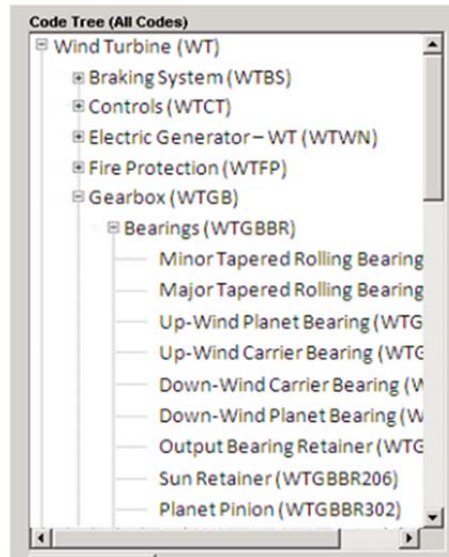 Code Tree (All Codes)
Wind Turbine (WT)
Braking System (WTBS)
Controls (WTCT)
Electric Generator – WT (WTWN)
Fire Protection (WTFP)
Gearbox (WTGB)
Bearings (WTGBBR)
Minor Tapered Rolling Bearing
Major Tapered Rolling Bearing
Up-Wind Planet Bearing (WTG
Up-Wind Carrier Bearing (WTG
Down-Wind Carrier Bearing (W
Down-Wind Planet Bearing (W
Output Bearing Retainer (WTG
Sun Retainer (WTGBBR206)
Planet Pinion (WTGBBR302)